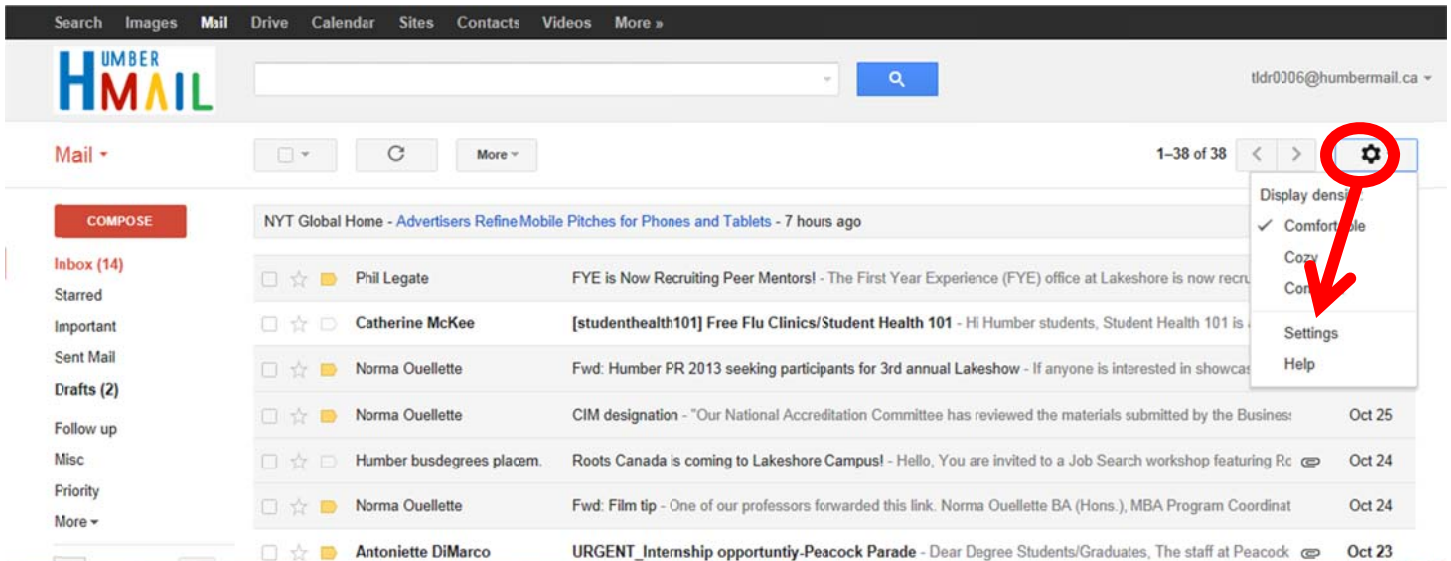 Search Images Mail Drive Calendar Sites Contacts Videos More »
HUMBER
MAIL
tldr0006@humbermail.ca
Mail
More
1–38 of 38
Display
COMPOSE
NYT Global Home - Advertisers Refine Mobile Pitches for Phones and Tablets - 7 hours ago
Comfortable
Cozy
Inbox (14)
Phil Legate FYE is Now Recruiting Peer Mentors! - The First Year Experience (FYE) office at Lakeshore is now recru
Starred
Important
Catherine McKee [studenthealth101] Free Flu Clinics/Student Health 101 - Hi Humber students, Student Health 101 is
Settings
Sent Mail
Norma Ouellette Fwd: Humber PR 2013 seeking participants for 3rd annual Lakeshow - If anyone is interested in showcas
Help
Drafts (2)
Norma Ouellette CIM designation - "Our National Accreditation Committee has reviewed the materials submitted by the Business Oct 25
Follow up
Misc
Humber busdegrees placem. Roots Canada is coming to Lakeshore Campus! - Hello, You are invited to a Job Search workshop featuring Ro Oct 24
Priority
Norma Ouellette Fwd: Film tip - One of our professors forwarded this link. Norma Ouellette BA (Hons.), MBA Program Coordinat Oct 24
More
Antoniette DiMarco URGENT_Internship opportuntiy-Peacock Parade - Dear Degree Students/Graduates, The staff at Peacock Oct 23